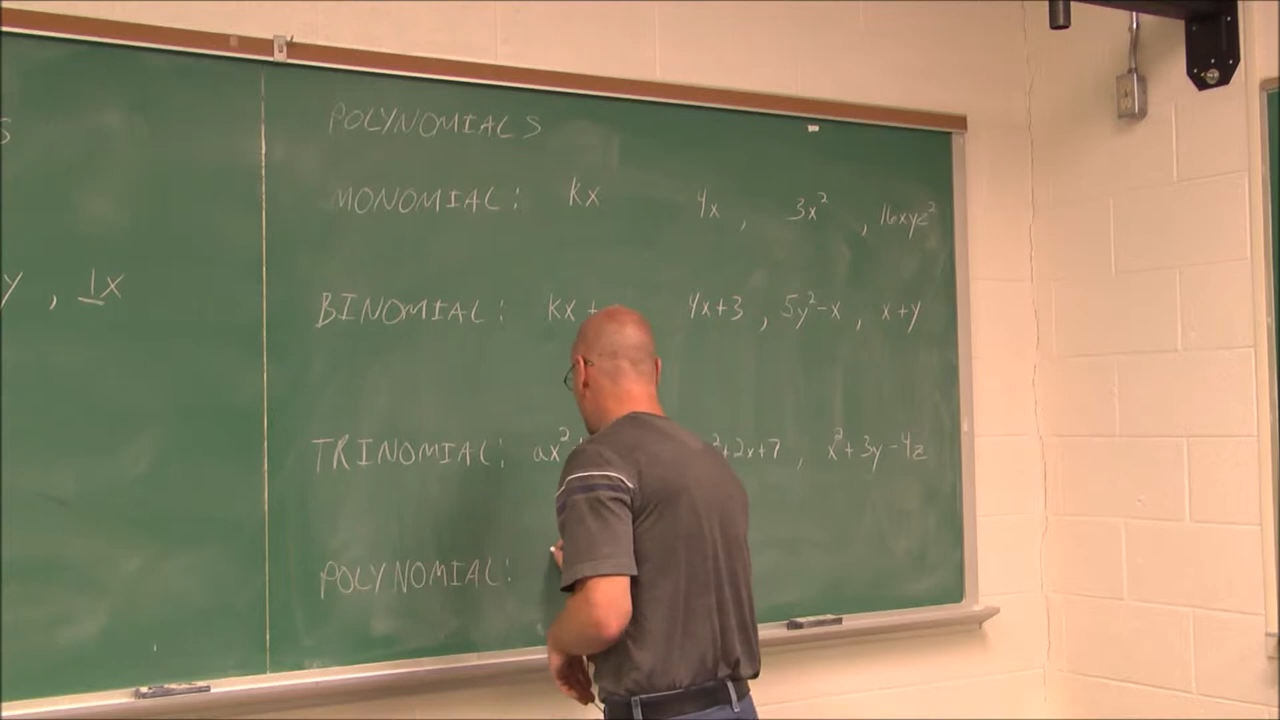 POLYNOMIALS
MONOMIAL: kx 4x , 3x² , 16xyz²
y , 1x
BINOMIAL: kx + 4x+3 , 5y²-x , x+y
TRINOMIAL: ax² ²+2x+7 , x²+3y-4z
POLYNOMIAL: